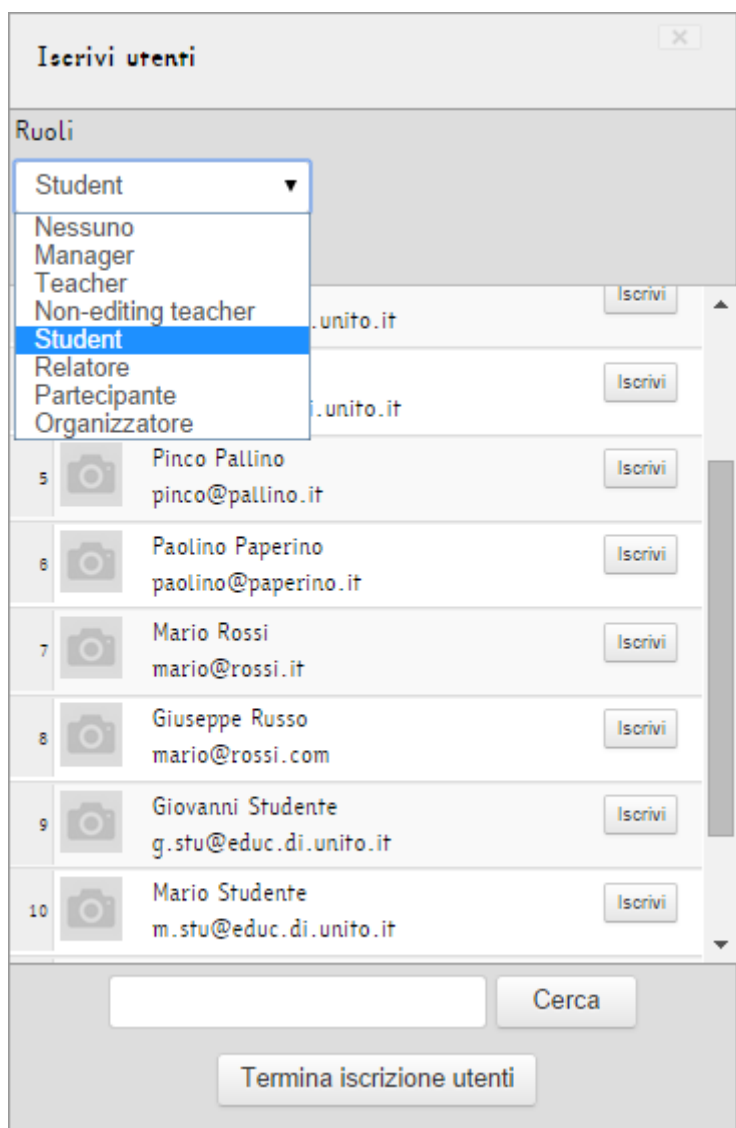 Iscrivi utenti
Ruoli
Student
Nessuno
Manager
Teacher
Non-editing teacher
Student
Relatore
Partecipante
Organizzatore
Iscrivi
.unito.it
Iscrivi
i.unito.it
5
Pinco Pallino
pinco@pallino.it
Iscrivi
6
Paolino Paperino
paolino@paperino.it
Iscrivi
7
Mario Rossi
mario@rossi.it
Iscrivi
8
Giuseppe Russo
mario@rossi.com
Iscrivi
9
Giovanni Studente
g.stu@educ.di.unito.it
Iscrivi
10
Mario Studente
m.stu@educ.di.unito.it
Iscrivi
Cerca
Termina iscrizione utenti